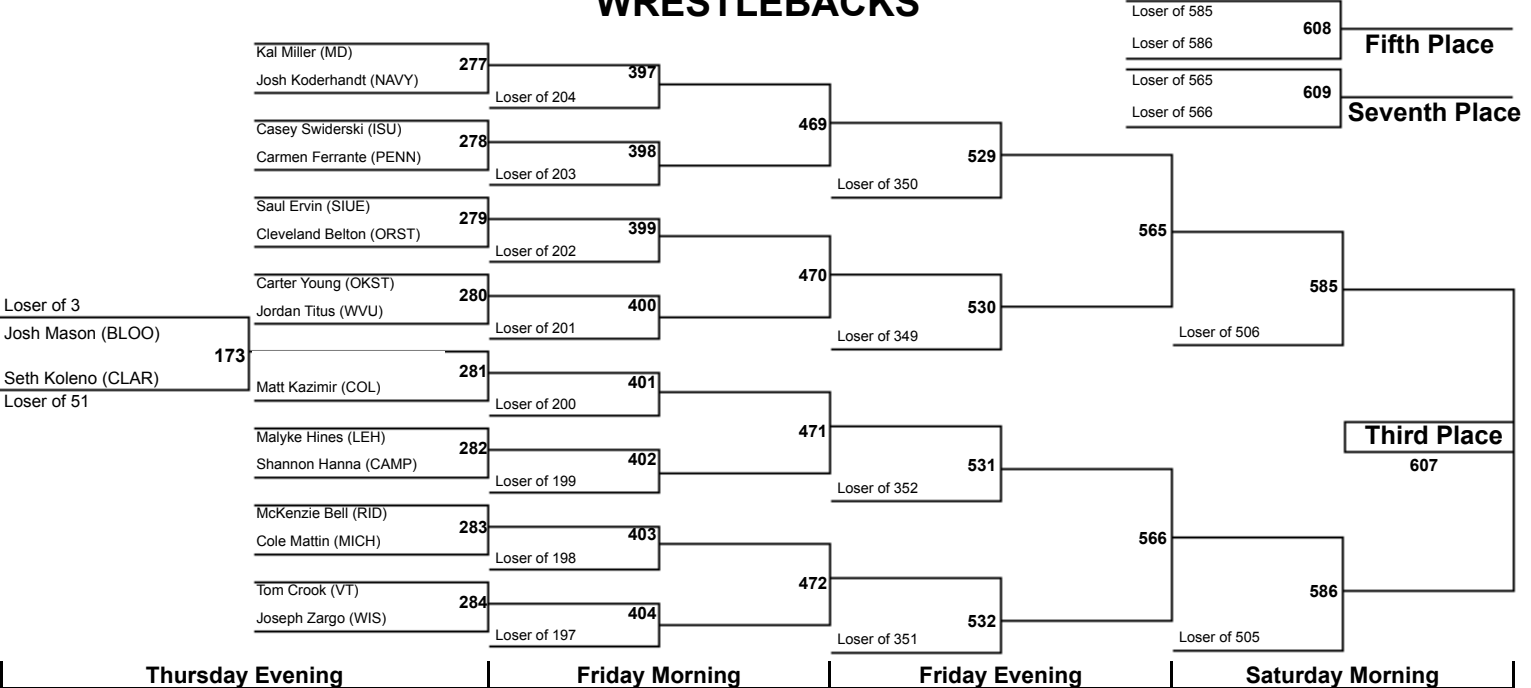 WRESTLEBACKS
Loser of 585
608
Loser of 586
Fifth Place
Loser of 565
609
Loser of 566
Seventh Place
Loser of 3
Josh Mason (BLOO)
173
Seth Koleno (CLAR)
Loser of 51
Kal Miller (MD)
277
Josh Koderhandt (NAVY)
Casey Swiderski (ISU)
278
Carmen Ferrante (PENN)
Saul Ervin (SIUE)
279
Cleveland Belton (ORST)
Carter Young (OKST)
280
Jordan Titus (WVU)
281
Matt Kazimir (COL)
Malyke Hines (LEH)
282
Shannon Hanna (CAMP)
McKenzie Bell (RID)
283
Cole Mattin (MICH)
Tom Crook (VT)
284
Joseph Zargo (WIS)
397
Loser of 204
398
Loser of 203
399
Loser of 202
400
Loser of 201
401
Loser of 200
402
Loser of 199
403
Loser of 198
404
Loser of 197
469
470
471
472
529
Loser of 350
530
Loser of 349
531
Loser of 352
532
Loser of 351
565
566
585
Loser of 506
586
Loser of 505
Third Place
607
Thursday Evening
Friday Morning
Friday Evening
Saturday Morning